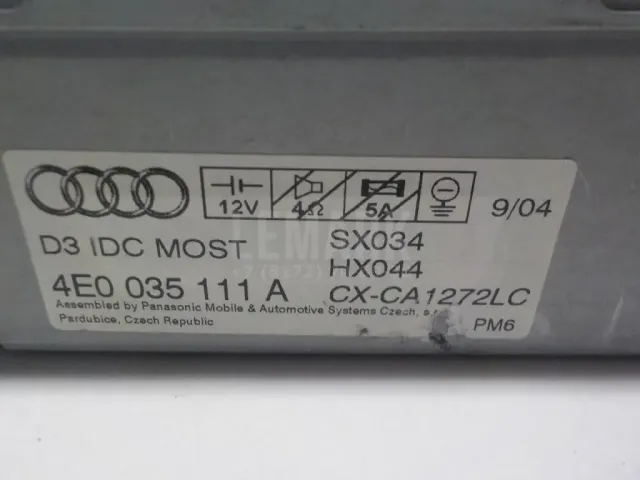 12V 4Ω 5A 9/04
D3 IDC MOST SX034
HX044
4E0 035 111 A CX-CA1272LC
Assembled by Panasonic Mobile & Automotive Systems Czech, s.r.
Pardubice, Czech Republic PM6
LEMA